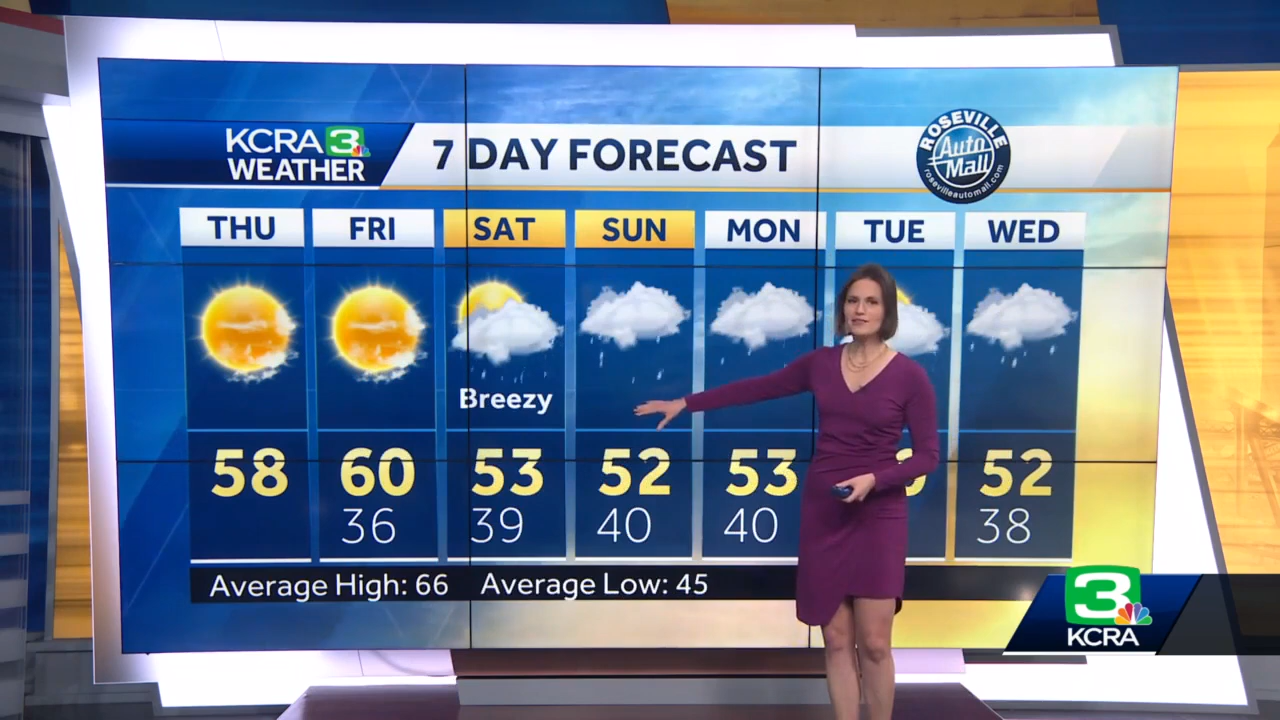 KCRA 3
WEATHER
7 DAY FORECAST
ROSEVILLE
Auto
Mall
rosevilleautomall.com
THU FRI SAT SUN MON TUE WED
Breezy
58 60 53 52 53 52
36 39 40 40 38
Average High: 66 Average Low: 45
3
KCRA